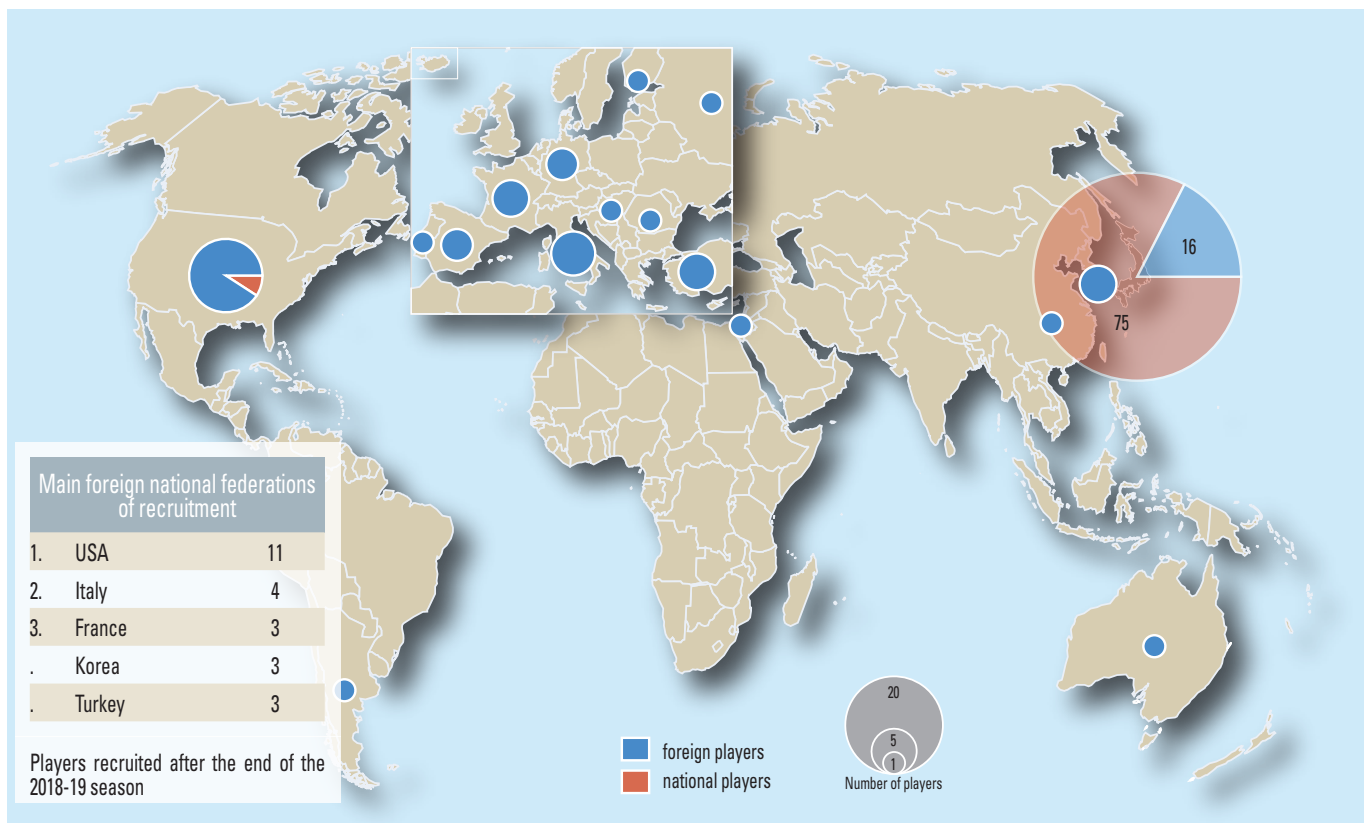 16
75
Main foreign national federations
of recruitment
1. USA 11
2. Italy 4
3. France 3
. Korea 3
. Turkey 3
Players recruited after the end of the
2018-19 season
foreign players
national players
20
5
1
Number of players